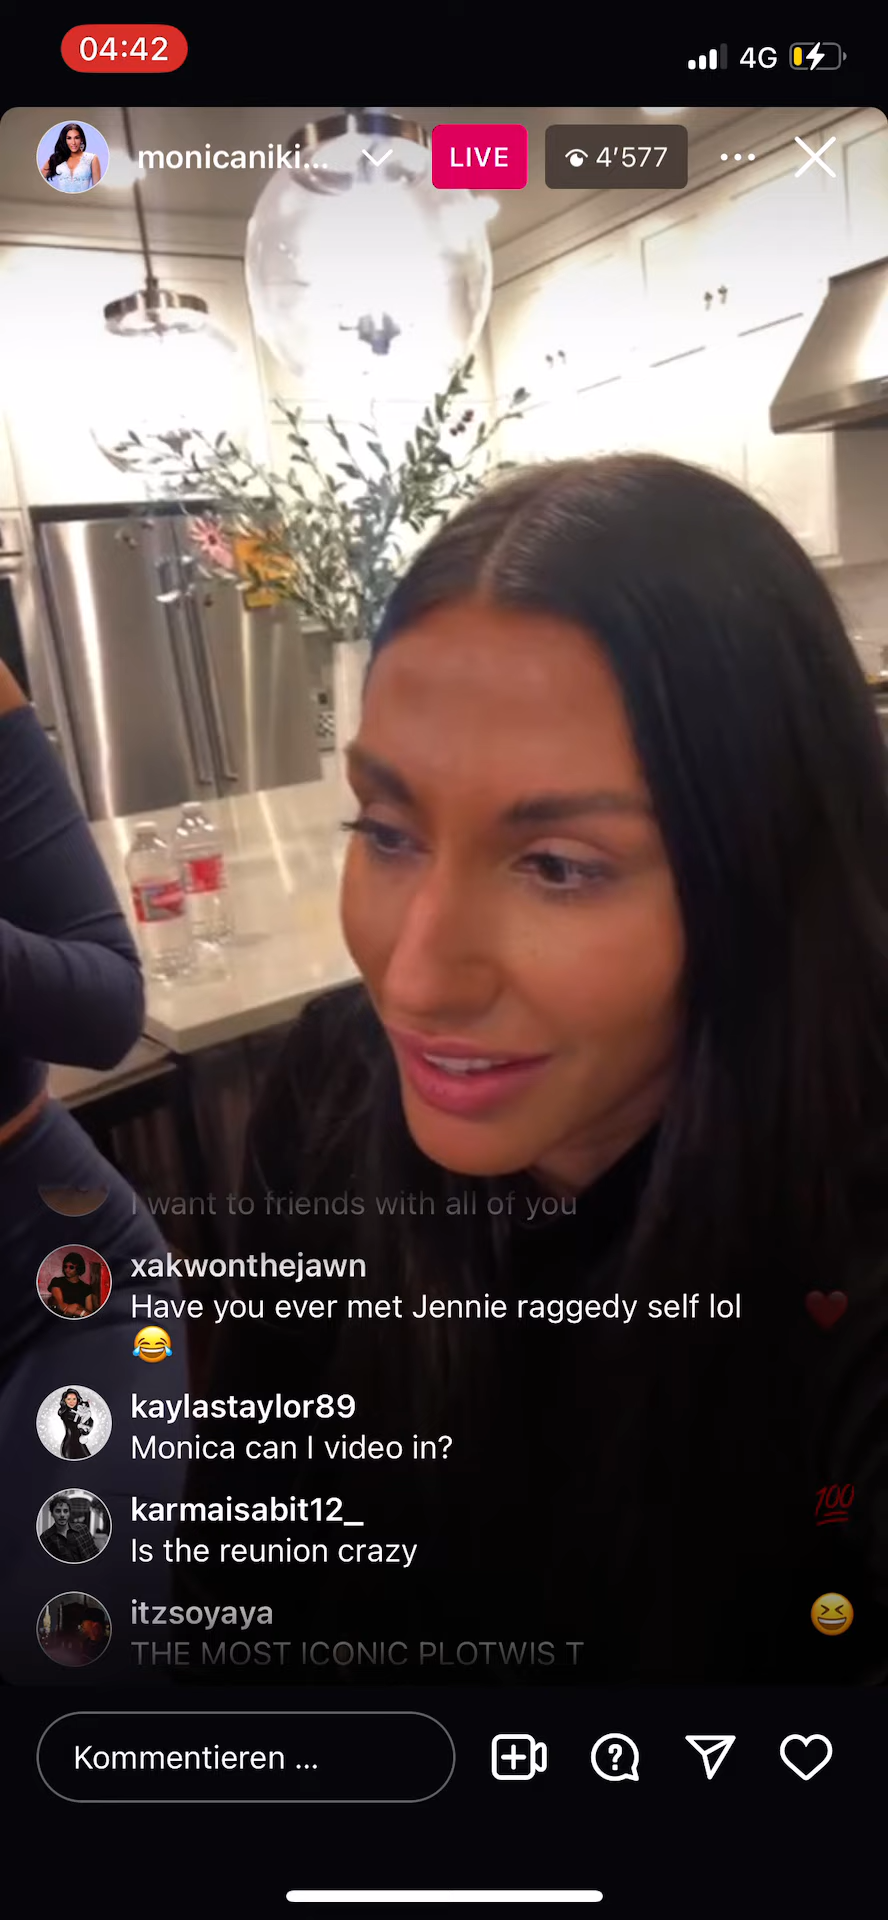 04:42
4G
monicaniki...
LIVE
4’577
I want to friends with all of you
xakwonthejawn
Have you ever met Jennie raggedy self lol
😂
kaylastaylor89
Monica can I video in?
karmaisabit12_
Is the reunion crazy
100
itzsoyaya
THE MOST ICONIC PLOTWIS T
Kommentieren ...